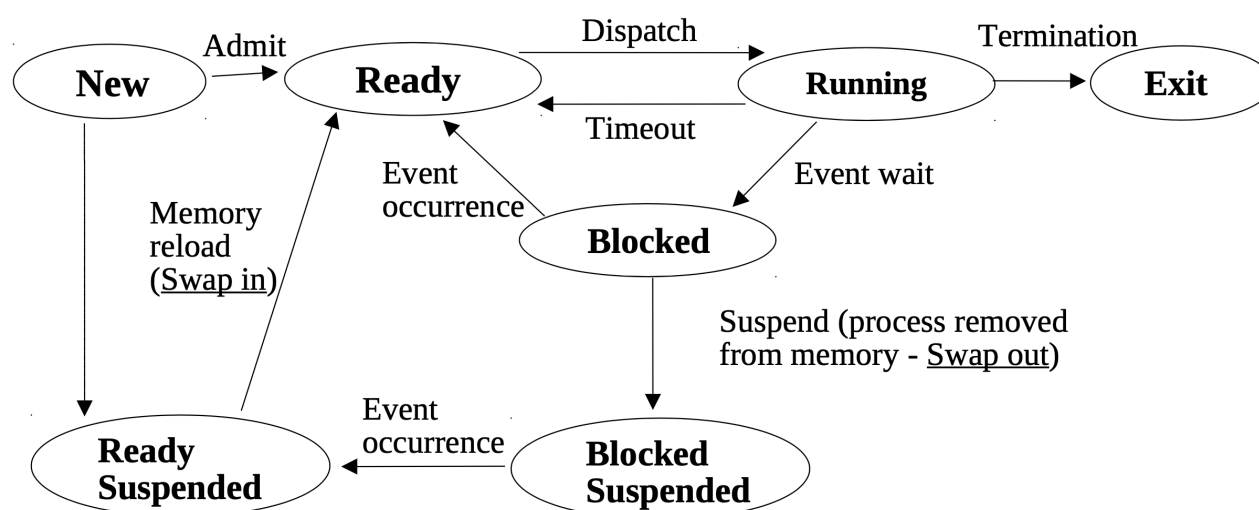 Admit
Dispatch
Termination
New
Ready
Running
Exit
Timeout
Event
occurrence
Event wait
Memory
reload
(Swap in)
Blocked
Suspend (process removed
from memory - Swap out)
Event
occurrence
Ready
Suspended
Blocked
Suspended